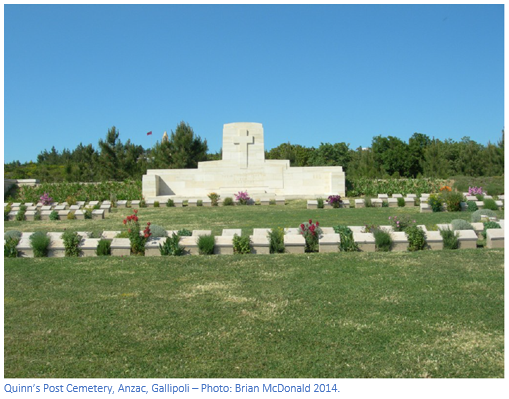 Quinn's Post Cemetery, Anzac, Gallipoli – Photo: Brian McDonald 2014.